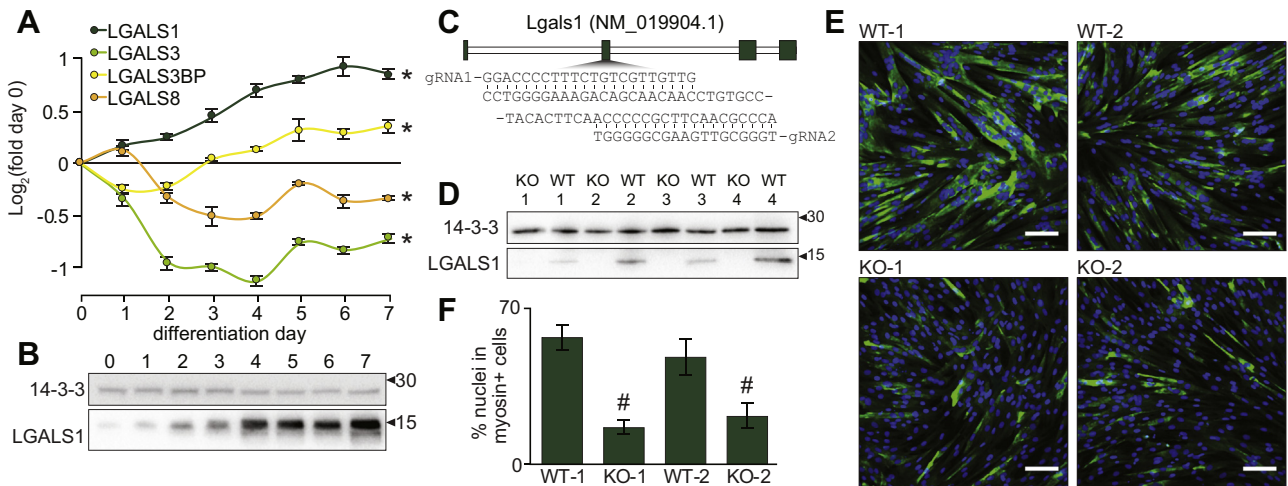 A
LGALS1
LGALS3
LGALS3BP
LGALS8
Log2(fold day 0)
1
0.5
0
-0.5
-1
*
*
*
*
0 1 2 3 4 5 6 7
differentiation day
B
0 1 2 3 4 5 6 7
14-3-3
30
LGALS1
15
C
Lgals1 (NM_019904.1)
gRNA1-GGACCCCTTTCTGTCGTTGTTG
CCTGGGGAAAGACAGCAACAACCTGTGCC-
-TACACTTCAACCCCCGCTTCAACGCCCA
TGGGGGCGAAGTTGCGGGT-gRNA2
D
KO WT KO WT KO WT KO WT
1 1 2 2 3 3 4 4
14-3-3
30
LGALS1
15
F
% nuclei in
myosin+ cells
70
0
#
#
WT-1 KO-1 WT-2 KO-2
E
WT-1
WT-2
KO-1
KO-2